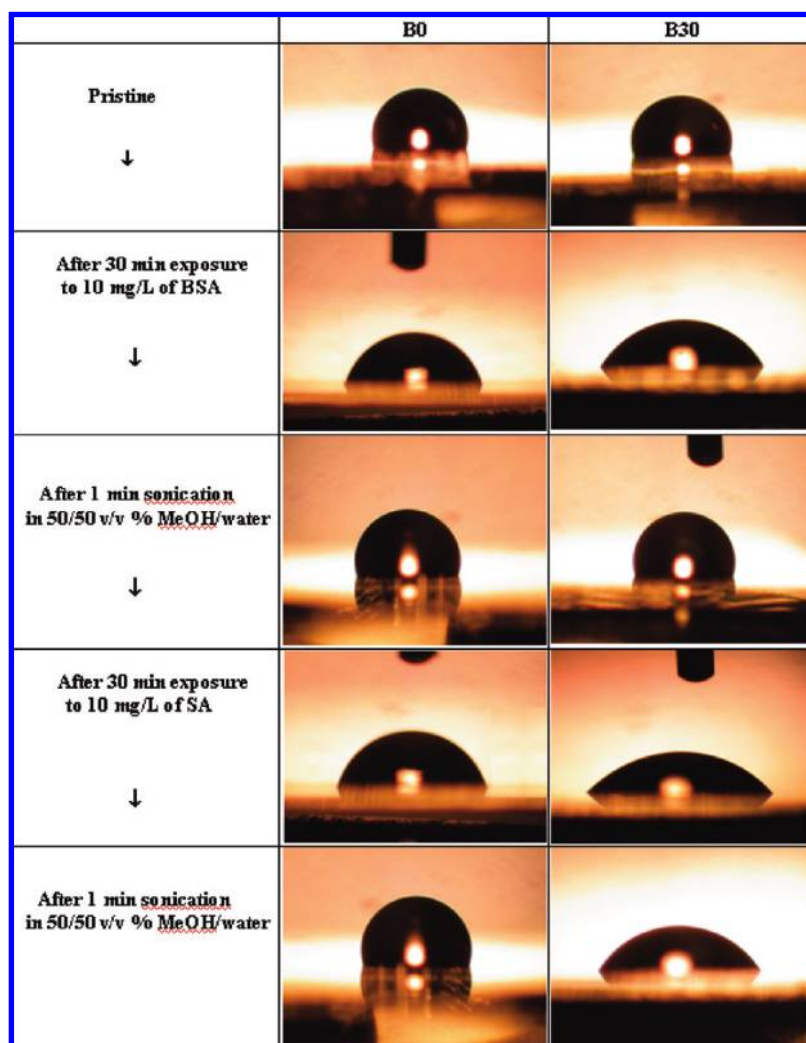 B0 B30
Pristine
↓
After 30 min exposure
to 10 mg/L of BSA
↓
After 1 min sonication
in 50/50 v/v % MeOH/water
↓
After 30 min exposure
to 10 mg/L of SA
↓
After 1 min sonication
in 50/50 v/v % MeOH/water